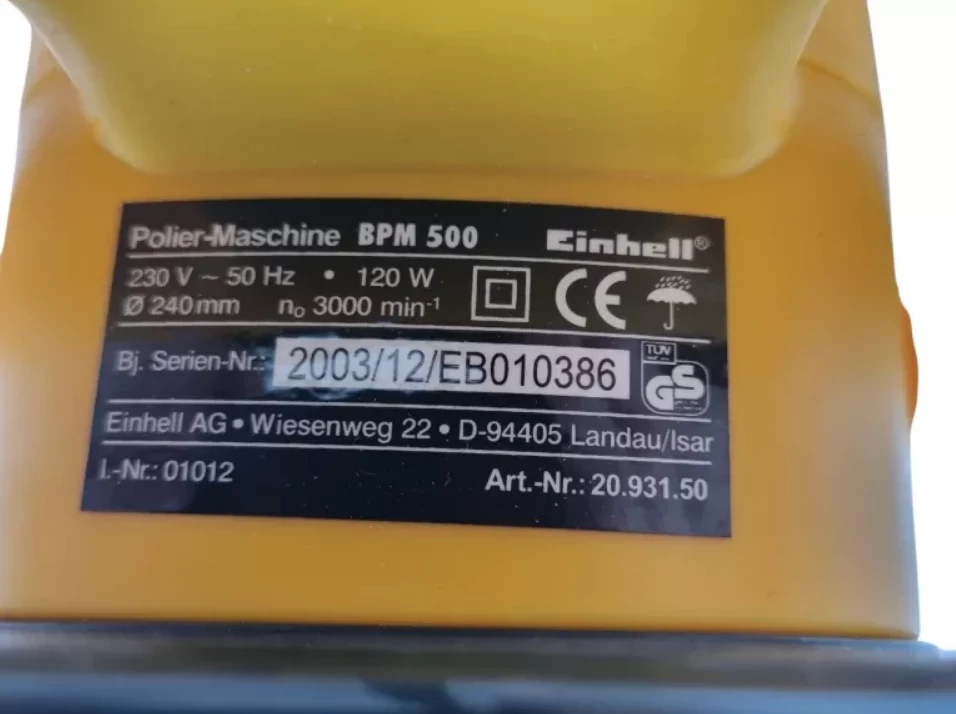 Polier-Maschine BPM 500 Einhell®
230 V ~ 50 Hz • 120 W
Ø 240 mm n₀ 3000 min⁻¹
CE
Bj. Serien-Nr.: 2003/12/EB010386
TÜV
GS
Einhell AG • Wiesenweg 22 • D-94405 Landau/Isar
I.-Nr.: 01012 Art.-Nr.: 20.931.50